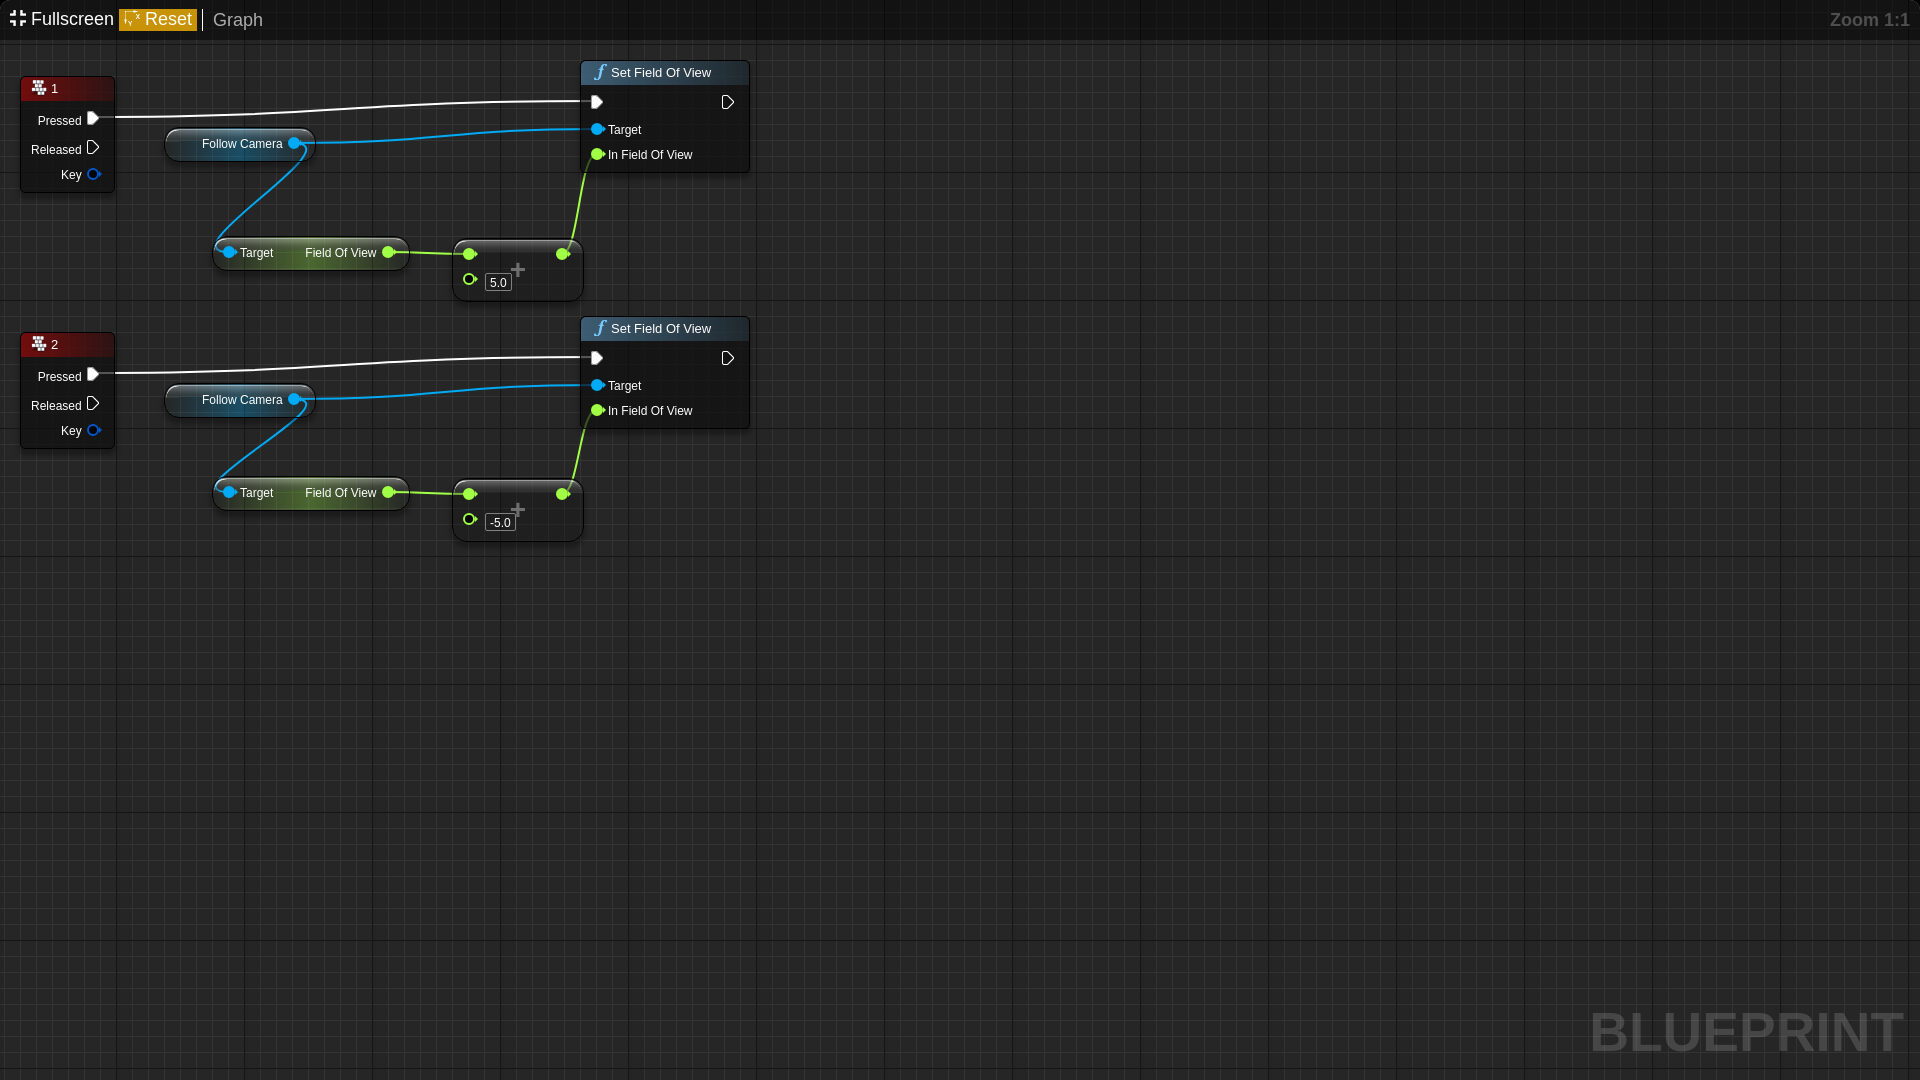 Fullscreen Reset Graph Zoom 1:1
1
Pressed
Released
Key
Follow Camera
Set Field Of View
Target
In Field Of View
Target Field Of View
+
5.0
2
Pressed
Released
Key
Follow Camera
Set Field Of View
Target
In Field Of View
Target Field Of View
+
-5.0
BLUEPRINT